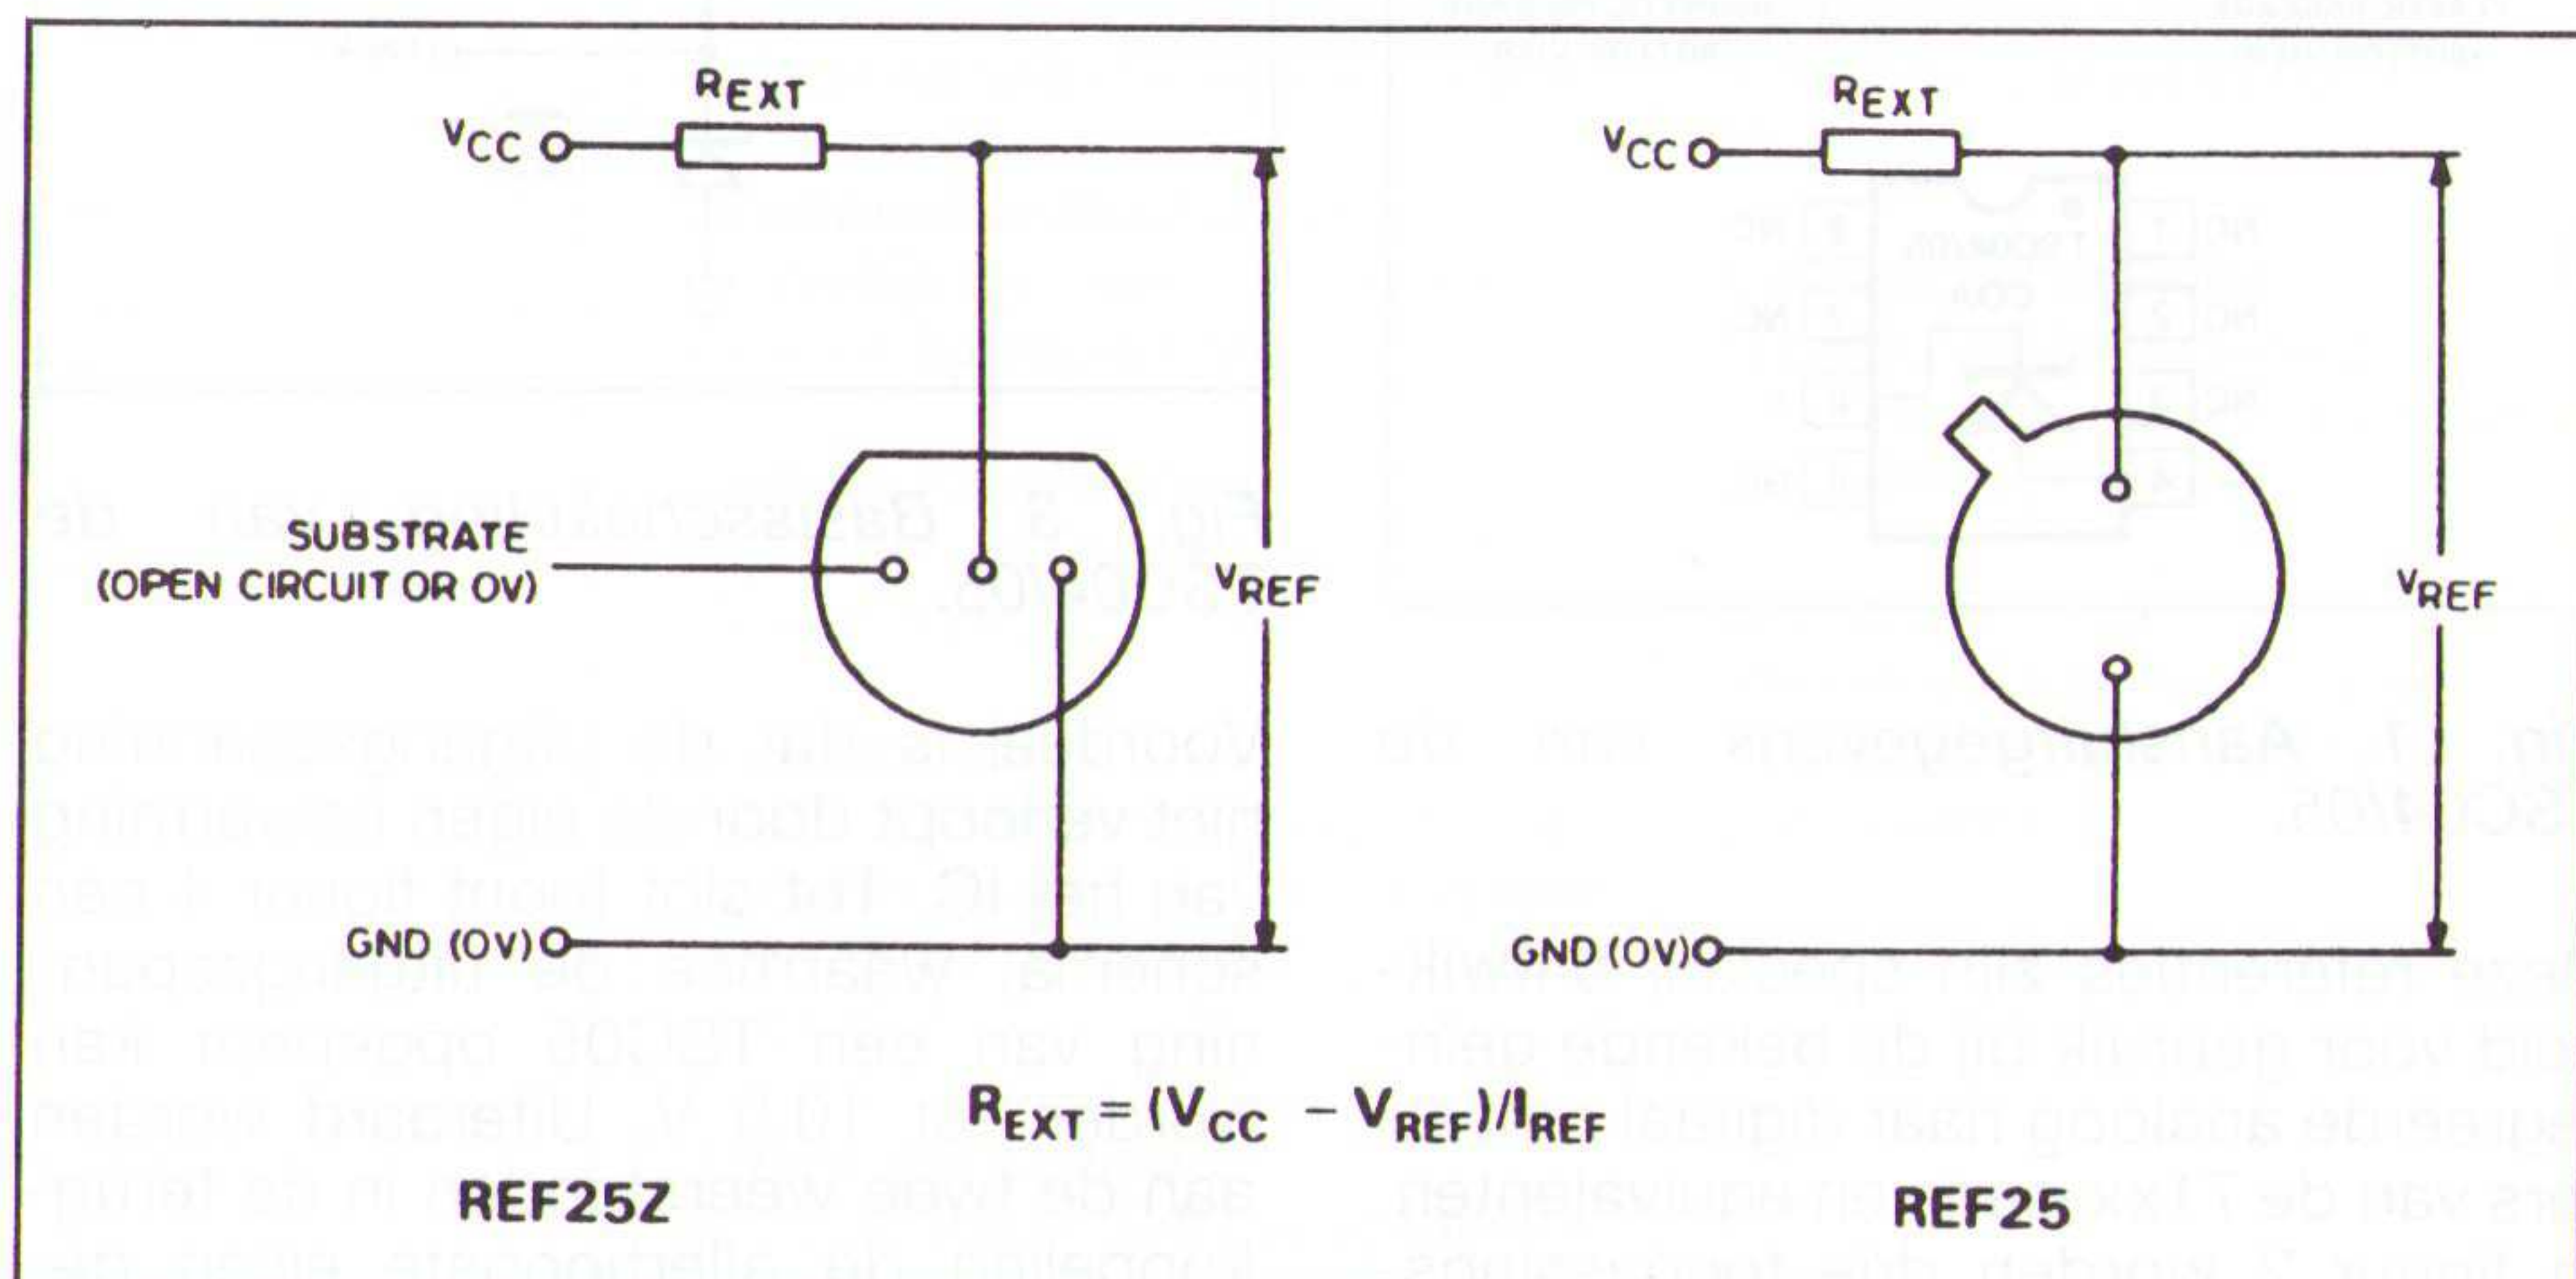 REXT
VCC
SUBSTRATE
(OPEN CIRCUIT OR 0V)
VREF
GND (0V)
REXT
VCC
VREF
GND (0V)
REXT = (VCC - VREF)/IREF
REF25Z
REF25